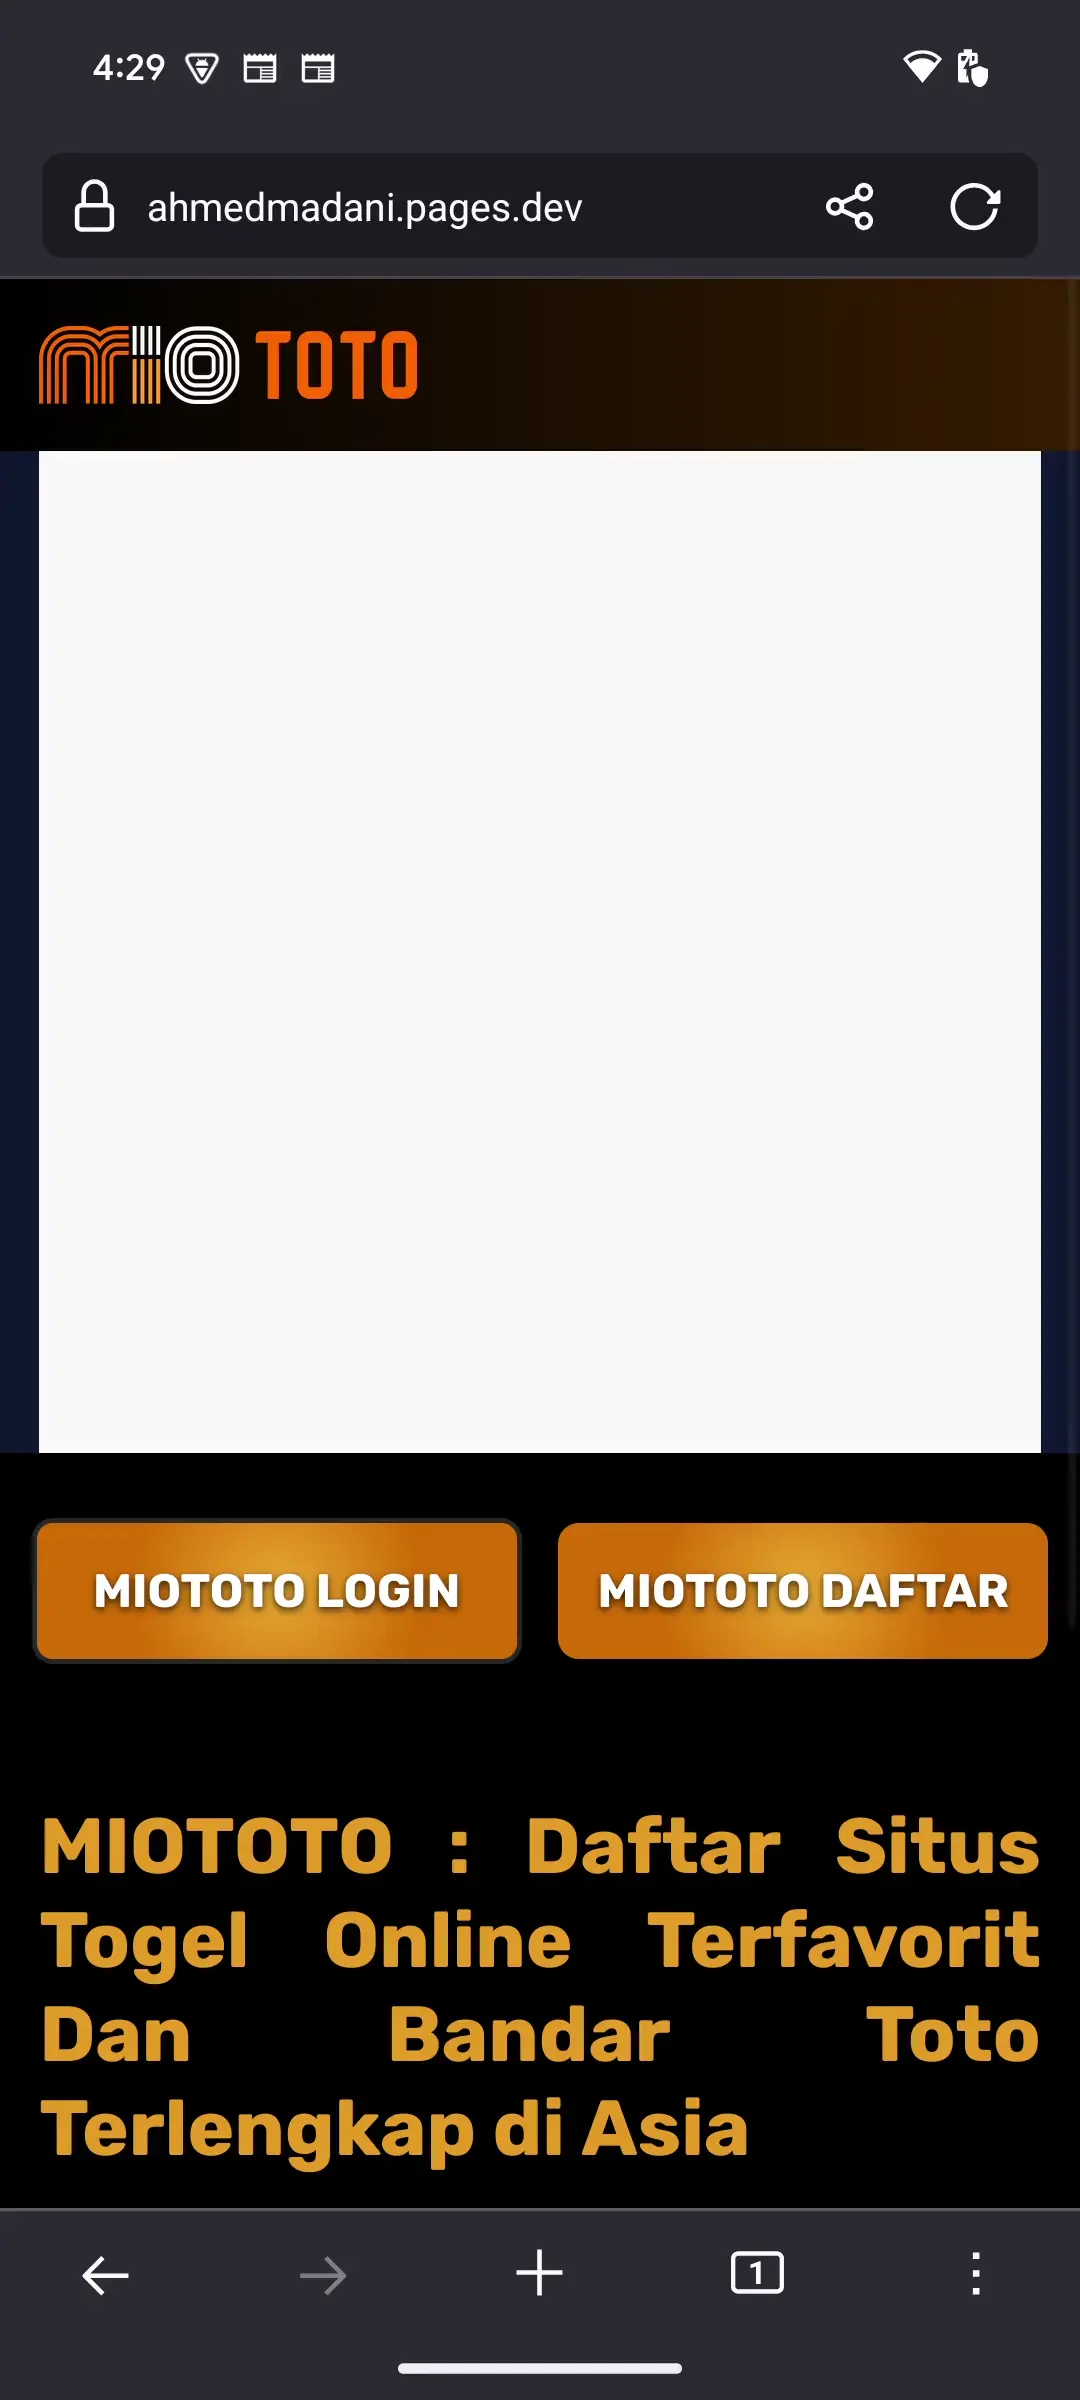 4:29
ahmedmadani.pages.dev
mio TOTO
MIOTOTO LOGIN
MIOTOTO DAFTAR
MIOTOTO : Daftar Situs
Togel Online Terfavorit
Dan Bandar Toto
Terlengkap di Asia
1